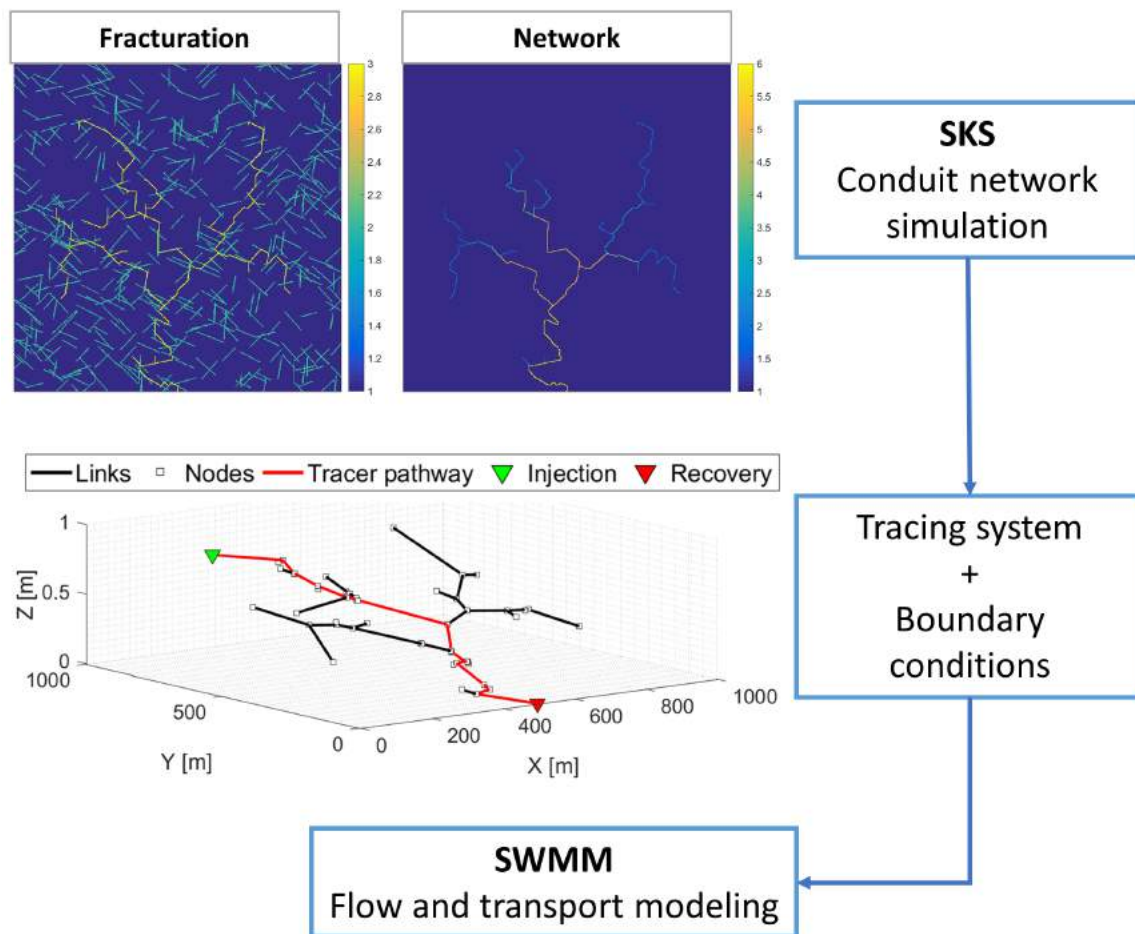 Fracturation
Network
3
2.8
2.6
2.4
2.2
2
1.8
1.6
1.4
1.2
1
6
5.5
5
4.5
4
3.5
3
2.5
2
1.5
1
SKS
Conduit network
simulation
Links Nodes Tracer pathway Injection Recovery
1
0.5
0
Z [m]
1000
500
0
Y [m]
0
200
400
600
800
1000
X [m]
Tracing system
+
Boundary
conditions
SWMM
Flow and transport modeling